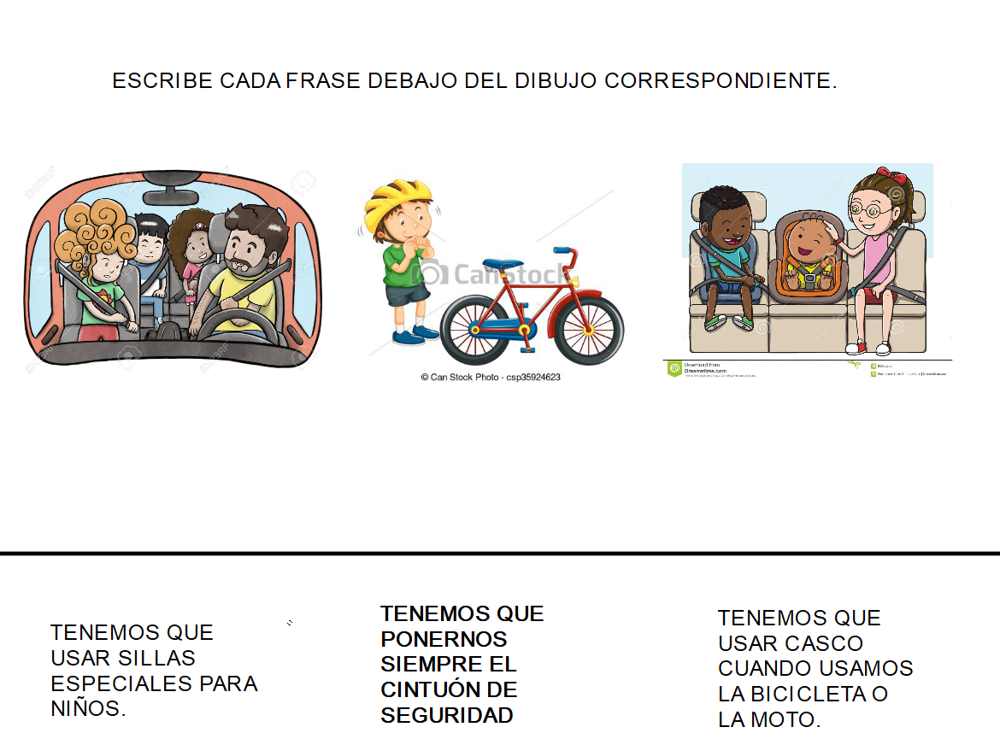 ESCRIBE CADA FRASE DEBAJO DEL DIBUJO CORRESPONDIENTE.
CanStock
© Can Stock Photo - csp35924623
Download from
Dreamstime.com
TENEMOS QUE
USAR SILLAS
ESPECIALES PARA
NIÑOS.
TENEMOS QUE
PONERNOS
SIEMPRE EL
CINTUÓN DE
SEGURIDAD
TENEMOS QUE
USAR CASCO
CUANDO USAMOS
LA BICICLETA O
LA MOTO.